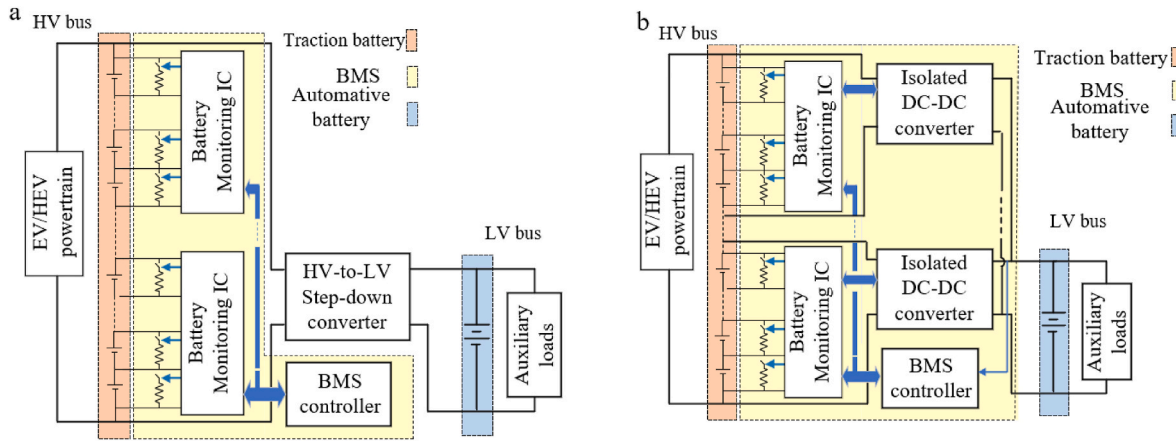 a
HV bus
Traction battery
BMS
Automative
battery
Battery
Monitoring IC
EV/HEV
powertrain
Battery
Monitoring IC
HV-to-LV
Step-down
converter
LV bus
Auxiliary
loads
BMS
controller
b
HV bus
Traction battery
BMS
Automative
battery
Battery
Monitoring IC
Isolated
DC-DC
converter
EV/HEV
powertrain
Battery
Monitoring IC
Isolated
DC-DC
converter
LV bus
Auxiliary
loads
BMS
controller